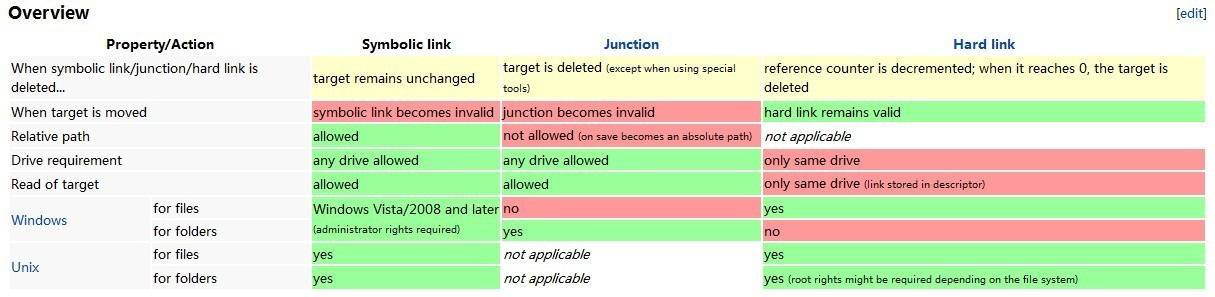 Overview [edit]
Property/Action Symbolic link Junction Hard link
When symbolic link/junction/hard link is deleted... target remains unchanged target is deleted (except when using special tools) reference counter is decremented; when it reaches 0, the target is deleted
When target is moved symbolic link becomes invalid junction becomes invalid hard link remains valid
Relative path allowed not allowed (on save becomes an absolute path) not applicable
Drive requirement any drive allowed any drive allowed only same drive
Read of target allowed allowed only same drive (link stored in descriptor)
Windows for files Windows Vista/2008 and later (administrator rights required) no yes
for folders yes no
Unix for files yes not applicable yes
for folders yes not applicable yes (root rights might be required depending on the file system)